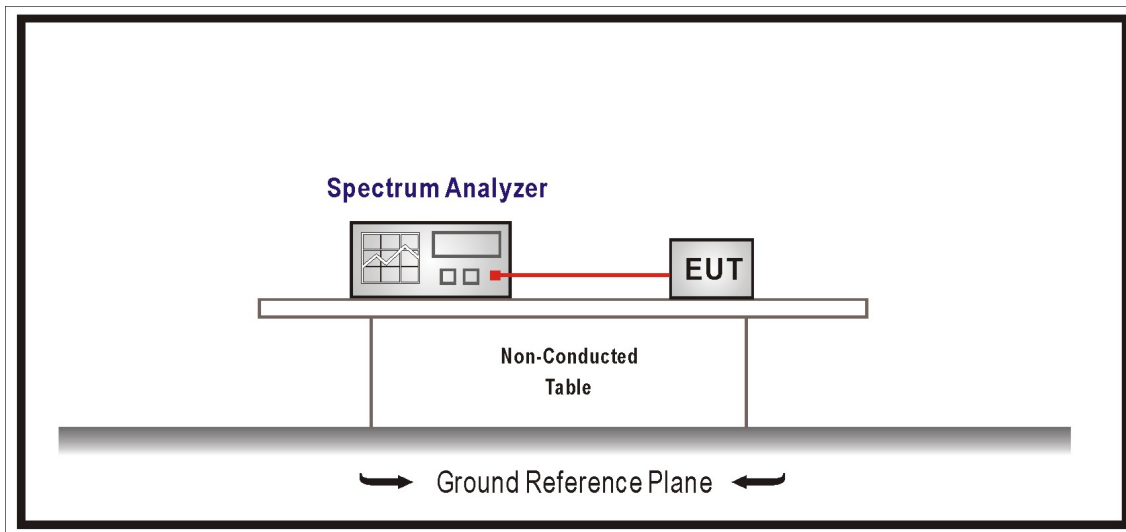 Spectrum Analyzer
EUT
Non-Conducted
Table
Ground Reference Plane